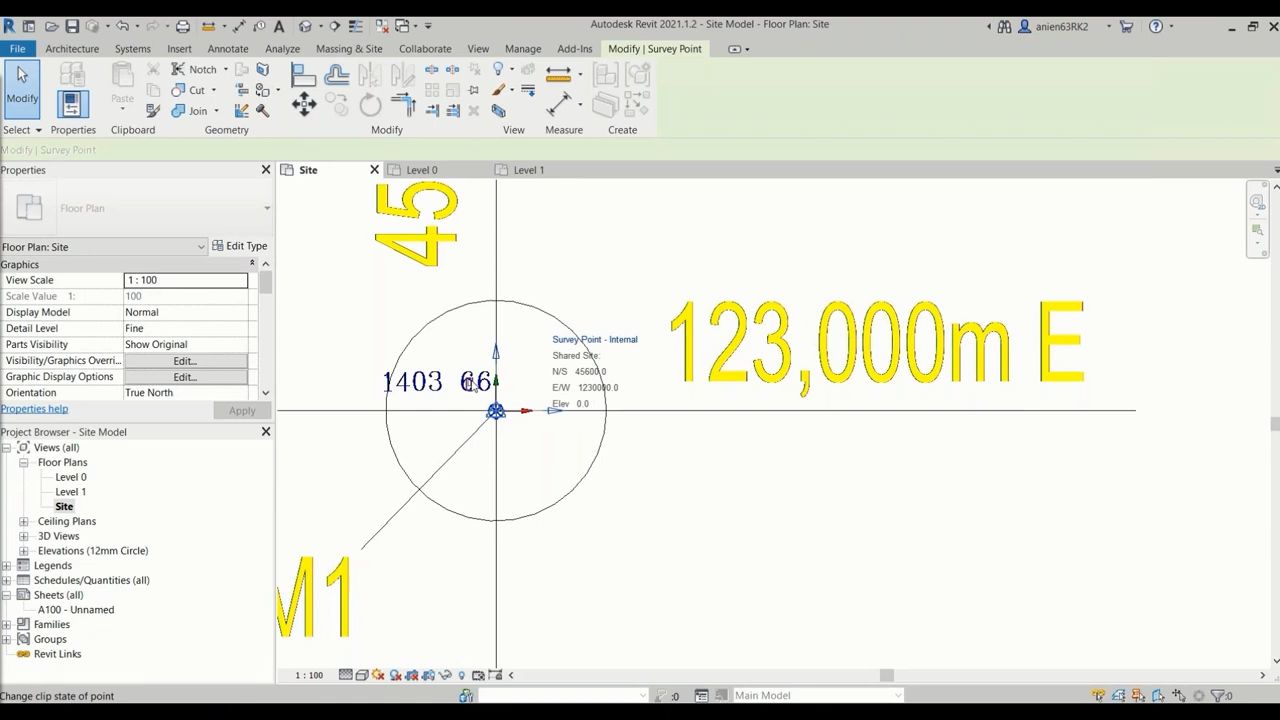 Autodesk Revit 2021.1.2 - Site Model - Floor Plan: Site
anien63RK2
File Architecture Systems Insert Annotate Analyze Massing & Site Collaborate View Manage Add-Ins Modify | Survey Point
Notch
Cut
Join
Modify
Properties
Paste
Select Properties Clipboard Geometry Modify View Measure Create
Modify | Survey Point
Properties
Floor Plan
Floor Plan: Site Edit Type
Graphics
View Scale 1 : 100
Scale Value 1: 100
Display Model Normal
Detail Level Fine
Parts Visibility Show Original
Visibility/Graphics Overri... Edit...
Graphic Display Options Edit...
Orientation True North
Properties help Apply
Project Browser - Site Model
Views (all)
Floor Plans
Level 0
Level 1
Site
Ceiling Plans
3D Views
Elevations (12mm Circle)
Legends
Schedules/Quantities (all)
Sheets (all)
A100 - Unnamed
Families
Groups
Revit Links
Site Level 0 Level 1
45
123,000m E
1403 66
Survey Point - Internal
Shared Site:
N/S 45600.0
E/W 1230000.0
Elev 0.0
M1
1 : 100
Change clip state of point
:0
Main Model
:0